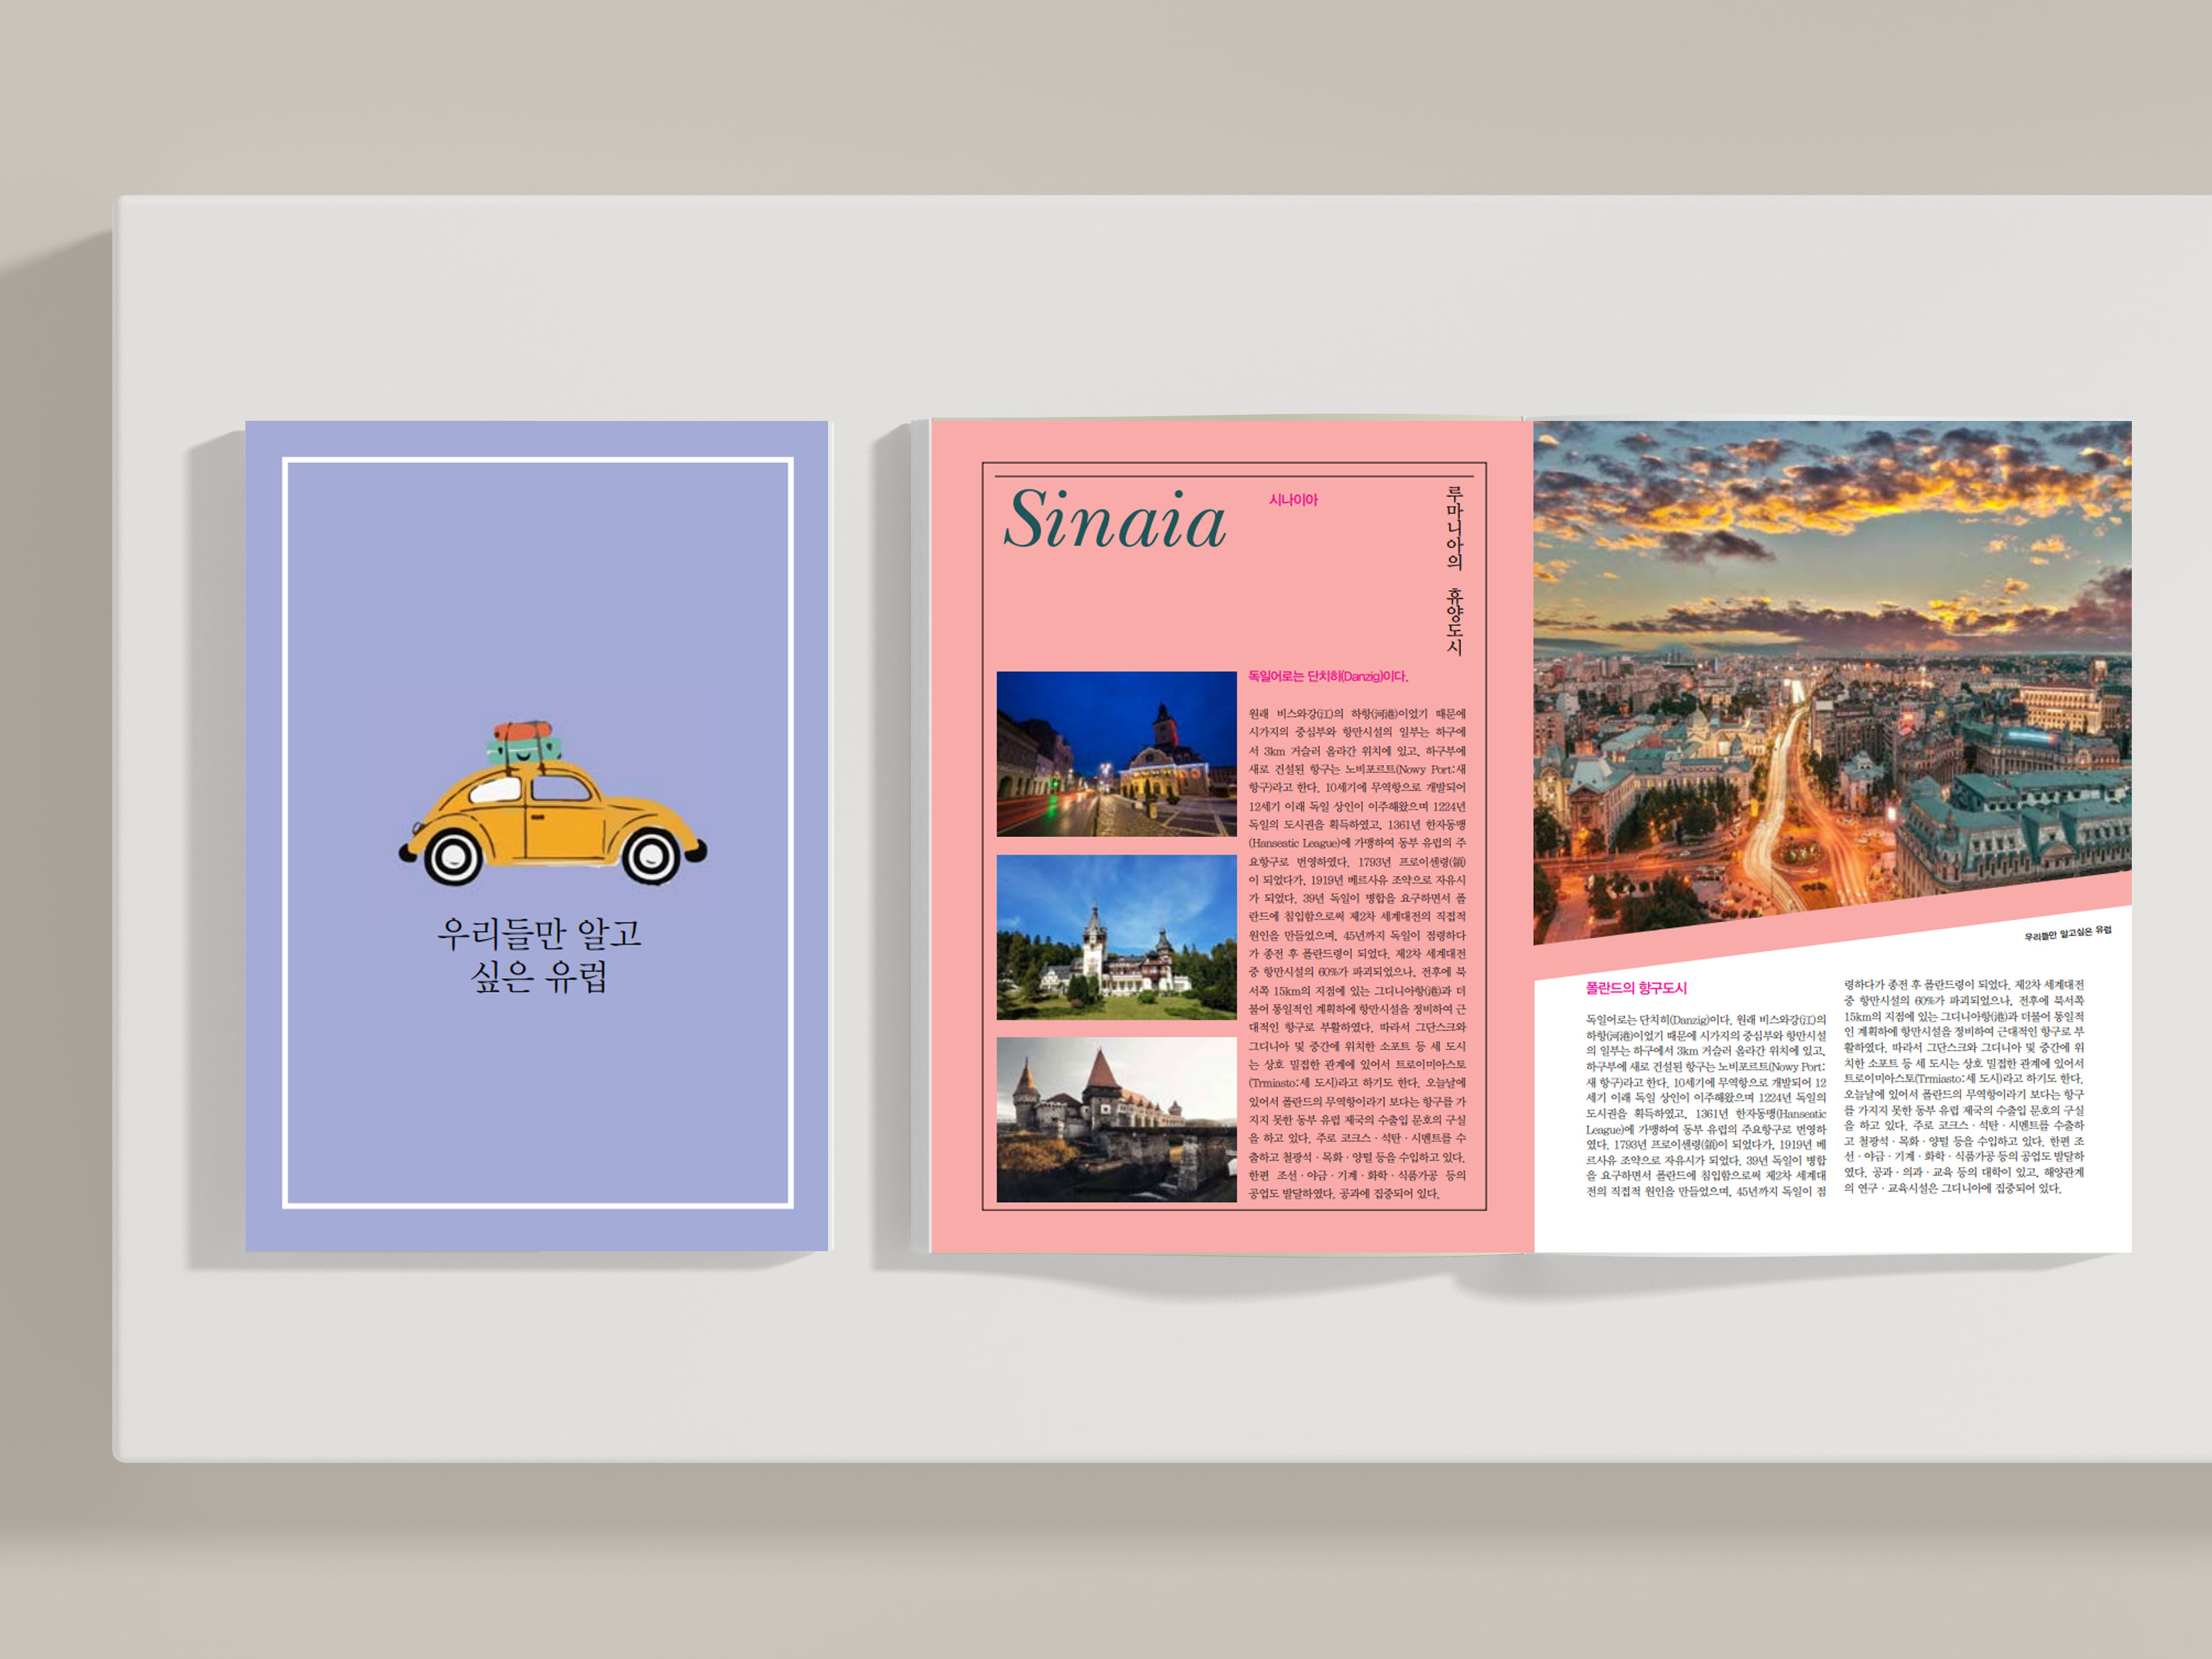 우리들만 알고
싶은 유럽
Sinaia
시나이아
루마니아의 휴양도시
독일어로는 단치히(Danzig)이다.
원래 비스와강(江)의 하항(河港)이었기 때문에
시가지의 중심부와 항만시설의 일부는 하구에
서 3km 거슬러 올라간 위치에 있고, 하구부에
새로 건설된 항구는 노비포르트(Nowy Port:새
항구)라고 한다. 10세기에 무역항으로 개발되어
12세기 이래 독일 상인이 이주해왔으며 1224년
독일의 도시권을 획득하였고, 1361년 한자동맹
(Hanseatic League)에 가맹하여 동부 유럽의 주
요항구로 번영하였다. 1793년 프로이센령(領)
이 되었다가, 1919년 베르사유 조약으로 자유시
가 되었다. 39년 독일이 병합을 요구하면서 폴
란드에 침입함으로써 제2차 세계대전의 직접적
원인을 만들었으며, 45년까지 독일이 점령하다
가 종전 후 폴란드령이 되었다. 제2차 세계대전
중 항만시설의 60%가 파괴되었으나, 전후에 북
서쪽 15km의 지점에 있는 그디니아항(港)과 더
불어 통일적인 계획하에 항만시설을 정비하여 근
대적인 항구로 부활하였다. 따라서 그단스크와
그디니아 및 중간에 위치한 소포트 등 세 도시
는 상호 밀접한 관계에 있어서 트로이미아스토
(Trmiasto:세 도시)라고 하기도 한다. 오늘날에
있어서 폴란드의 무역항이라기 보다는 항구를 가
지지 못한 동부 유럽 제국의 수출입 문호의 구실
을 하고 있다. 주로 코크스·석탄·시멘트를 수
출하고 철광석·목화·양털 등을 수입하고 있다.
한편 조선·야금·기계·화학·식품가공 등의
공업도 발달하였다. 공과에 집중되어 있다.
우리들만 알고싶은 유럽
폴란드의 항구도시
독일어로는 단치히(Danzig)이다. 원래 비스와강(江)의
하항(河港)이었기 때문에 시가지의 중심부와 항만시설
의 일부는 하구에서 3km 거슬러 올라간 위치에 있고,
하구부에 새로 건설된 항구는 노비포르트(Nowy Port:
새 항구)라고 한다. 10세기에 무역항으로 개발되어 12
세기 이래 독일 상인이 이주해왔으며 1224년 독일의
도시권을 획득하였고, 1361년 한자동맹(Hanseatic
League)에 가맹하여 동부 유럽의 주요항구로 번영하
였다. 1793년 프로이센령(領)이 되었다가, 1919년 베
르사유 조약으로 자유시가 되었다. 39년 독일이 병합
을 요구하면서 폴란드에 침입함으로써 제2차 세계대
전의 직접적 원인을 만들었으며, 45년까지 독일이 점
령하다가 종전 후 폴란드령이 되었다. 제2차 세계대전
중 항만시설의 60%가 파괴되었으나, 전후에 북서쪽
15km의 지점에 있는 그디니아항(港)과 더불어 통일적
인 계획하에 항만시설을 정비하여 근대적인 항구로 부
활하였다. 따라서 그단스크와 그디니아 및 중간에 위
치한 소포트 등 세 도시는 상호 밀접한 관계에 있어서
트로이미아스토(Trmiasto:세 도시)라고 하기도 한다.
오늘날에 있어서 폴란드의 무역항이라기 보다는 항구
를 가지지 못한 동부 유럽 제국의 수출입 문호의 구실
을 하고 있다. 주로 코크스·석탄·시멘트를 수출하
고 철광석·목화·양털 등을 수입하고 있다. 한편 조
선·야금·기계·화학·식품가공 등의 공업도 발달하
였다. 공과·의과·교육 등의 대학이 있고, 해양관계
의 연구·교육시설은 그디니아에 집중되어 있다.